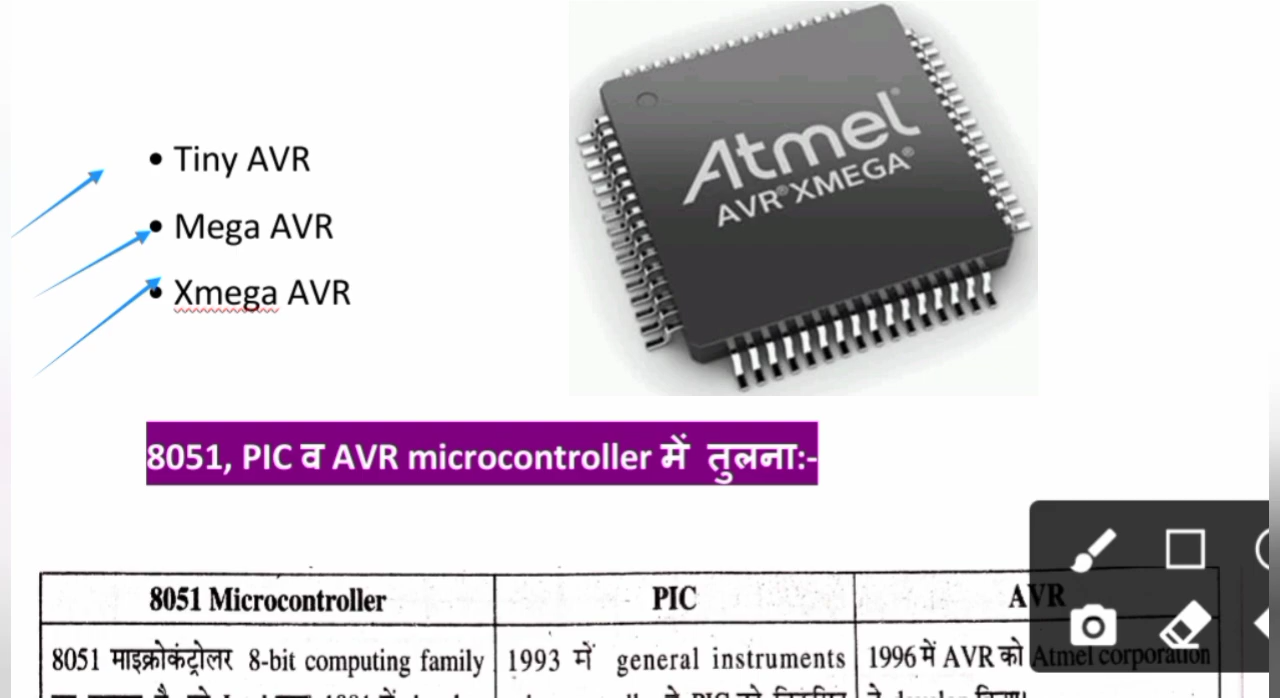 Atmel
AVR® XMEGA®
• Tiny AVR
• Mega AVR
• Xmega AVR
8051, PIC व AVR microcontroller में तुलना:-
8051 Microcontroller PIC AVR
8051 माइक्रोकंट्रोलर 8-bit computing family 1993 में general instruments 1996 में AVR को Atmel corporation